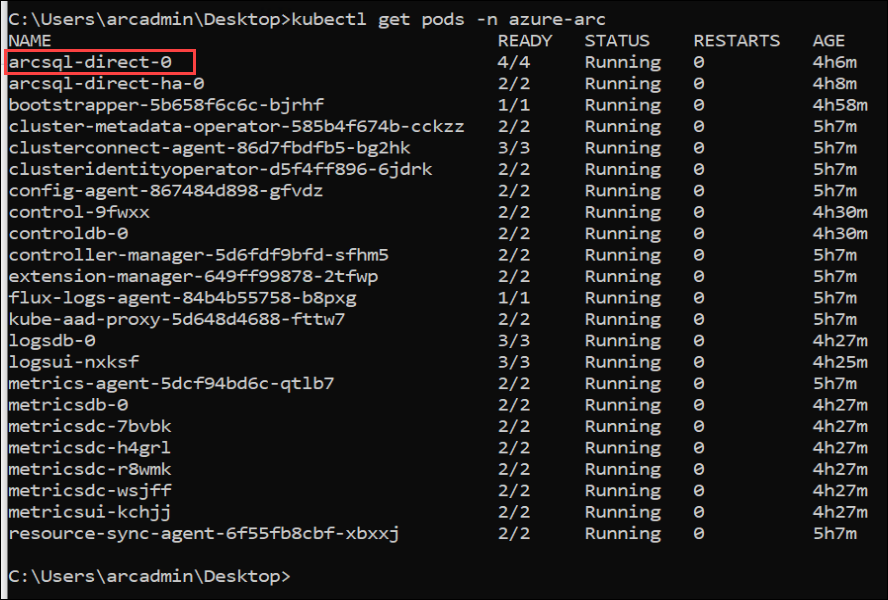 C:\Users\arcadmin\Desktop>kubectl get pods -n azure-arc
NAME READY STATUS RESTARTS AGE
arcsql-direct-0 4/4 Running 0 4h6m
arcsql-direct-ha-0 2/2 Running 0 4h8m
bootstrapper-5b658f6c6c-bjrhf 1/1 Running 0 4h58m
cluster-metadata-operator-585b4f674b-cckzz 2/2 Running 0 5h7m
clusterconnect-agent-86d7fbdfb5-bg2hk 3/3 Running 0 5h7m
clusteridentityoperator-d5f4ff896-6jdrk 2/2 Running 0 5h7m
config-agent-867484d898-gfvdz 2/2 Running 0 5h7m
control-9fwxx 2/2 Running 0 4h30m
controldb-0 2/2 Running 0 4h30m
controller-manager-5d6fdf9bfd-sfhm5 2/2 Running 0 5h7m
extension-manager-649ff99878-2tfwp 2/2 Running 0 5h7m
flux-logs-agent-84b4b55758-b8pxg 1/1 Running 0 5h7m
kube-aad-proxy-5d648d4688-fttw7 2/2 Running 0 5h7m
logsdb-0 3/3 Running 0 4h27m
logsui-nxksf 3/3 Running 0 4h25m
metrics-agent-5dcf94bd6c-qtlb7 2/2 Running 0 5h7m
metricsdb-0 2/2 Running 0 4h27m
metricsdc-7bvbk 2/2 Running 0 4h27m
metricsdc-h4grl 2/2 Running 0 4h27m
metricsdc-r8wmk 2/2 Running 0 4h27m
metricsdc-wsjff 2/2 Running 0 4h27m
metricsui-kchjj 2/2 Running 0 4h27m
resource-sync-agent-6f55fb8cbf-xbxxj 2/2 Running 0 5h7m
C:\Users\arcadmin\Desktop>